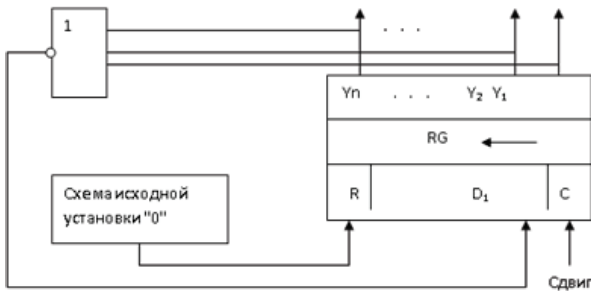 1
. . .
Yn . . . Y₂ Y₁
RG
Схема исходной
установки "0"
R D₁ C
Сдвиг